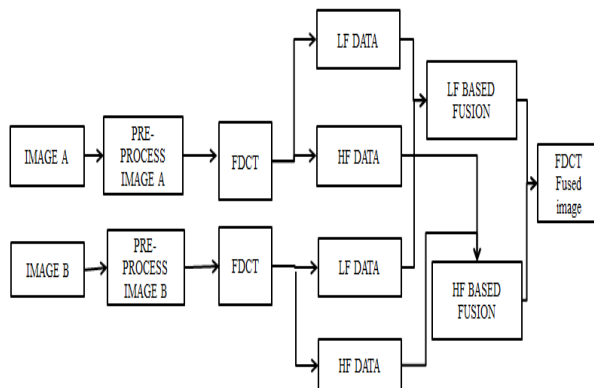 LF DATA
LF BASED
FUSION
PRE-
PROCESS
IMAGE A
IMAGE A
FDCT
HF DATA
FDCT
Fused
image
PRE-
PROCESS
IMAGE B
IMAGE B
FDCT
LF DATA
HF BASED
FUSION
HF DATA